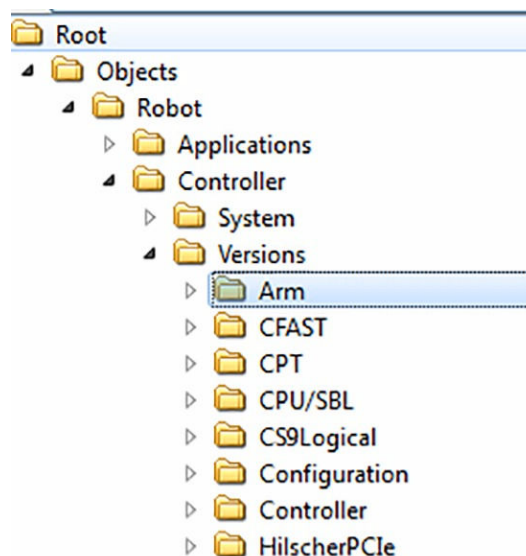 Root
Objects
Robot
Applications
Controller
System
Versions
Arm
CFAST
CPT
CPU/SBL
CS9Logical
Configuration
Controller
HilscherPCIe